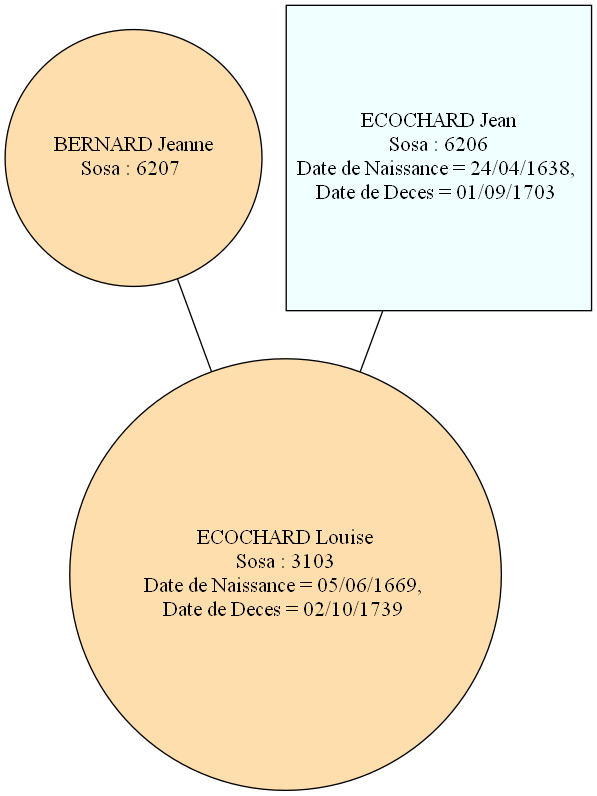 BERNARD Jeanne
Sosa : 6207
ECOCHARD Jean
Sosa : 6206
Date de Naissance = 24/04/1638,
Date de Deces = 01/09/1703
ECOCHARD Louise
Sosa : 3103
Date de Naissance = 05/06/1669,
Date de Deces = 02/10/1739